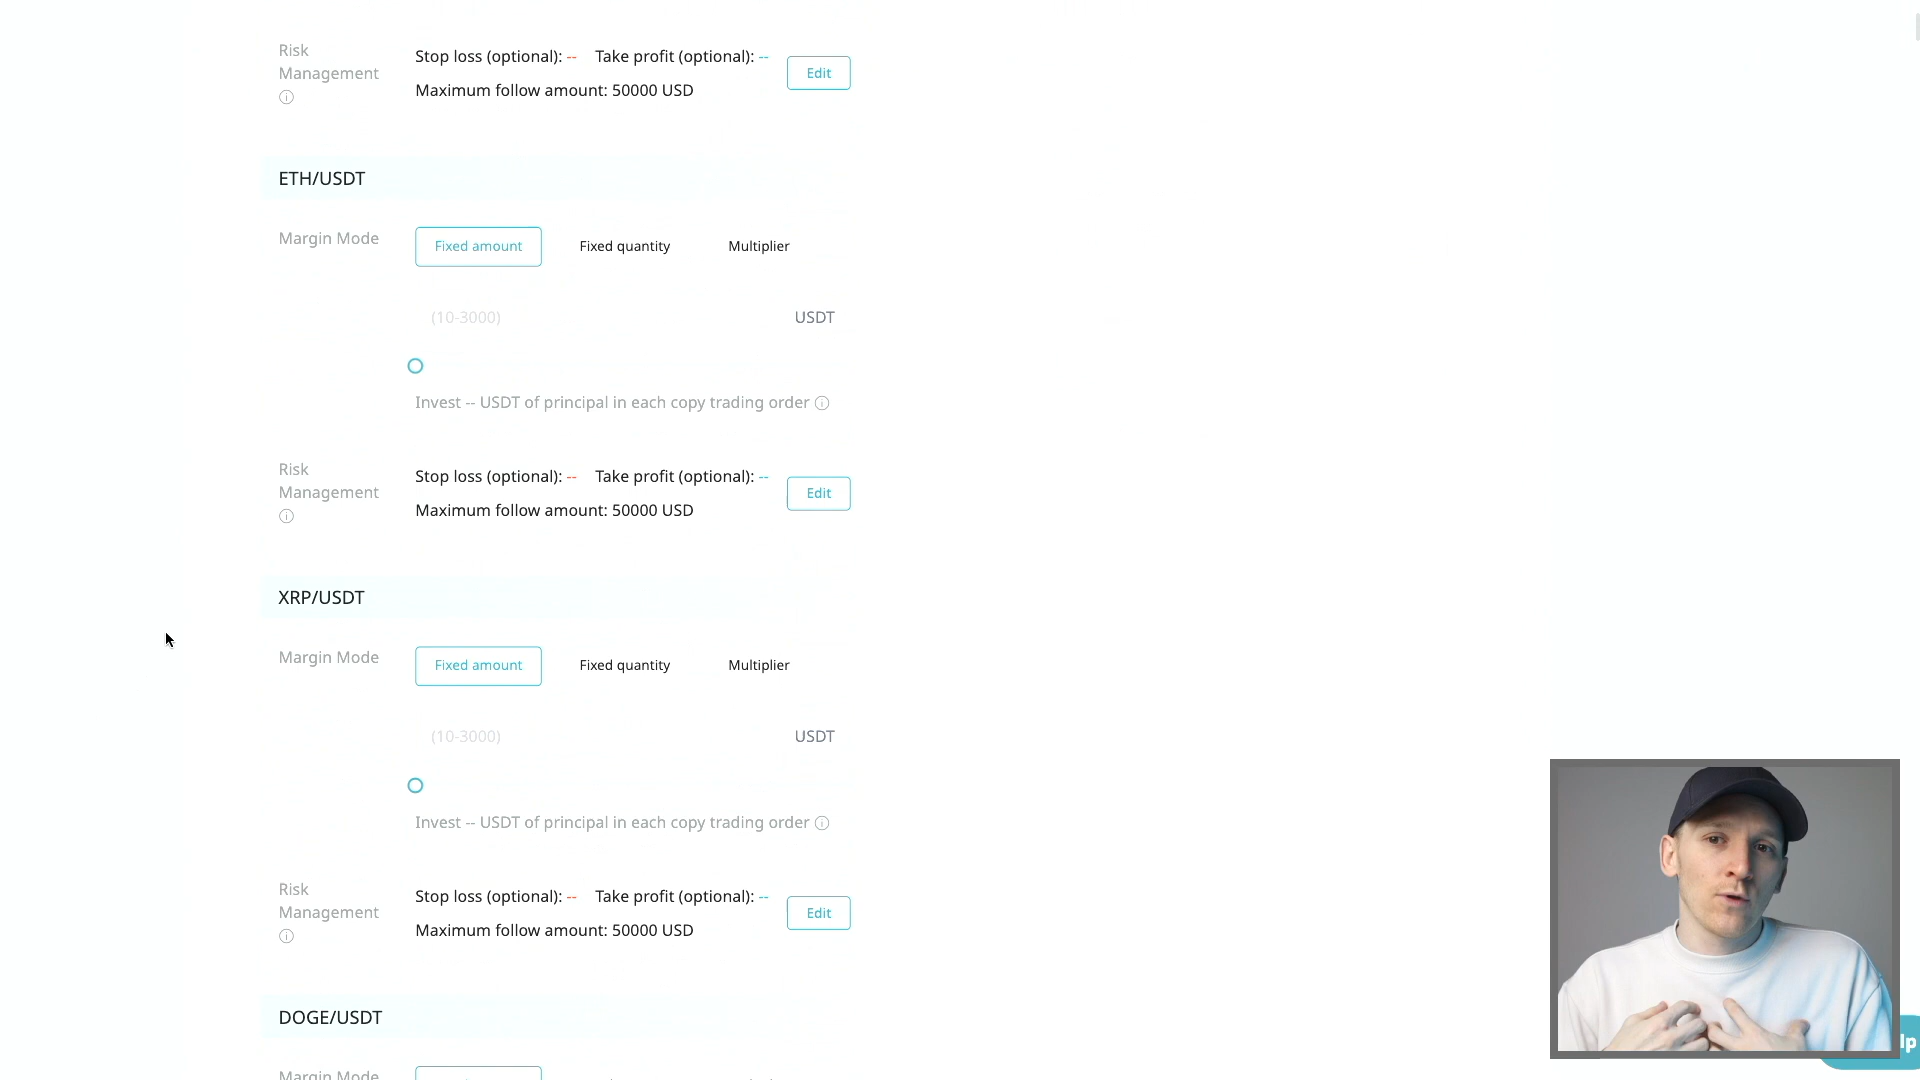 Risk
Management
Stop loss (optional): -- Take profit (optional): --
Maximum follow amount: 50000 USD
Edit
ETH/USDT
Margin Mode
Fixed amount Fixed quantity Multiplier
(10-3000) USDT
Invest -- USDT of principal in each copy trading order
Risk
Management
Stop loss (optional): -- Take profit (optional): --
Maximum follow amount: 50000 USD
Edit
XRP/USDT
Margin Mode
Fixed amount Fixed quantity Multiplier
(10-3000) USDT
Invest -- USDT of principal in each copy trading order
Risk
Management
Stop loss (optional): -- Take profit (optional): --
Maximum follow amount: 50000 USD
Edit
DOGE/USDT
Margin Mode
lp